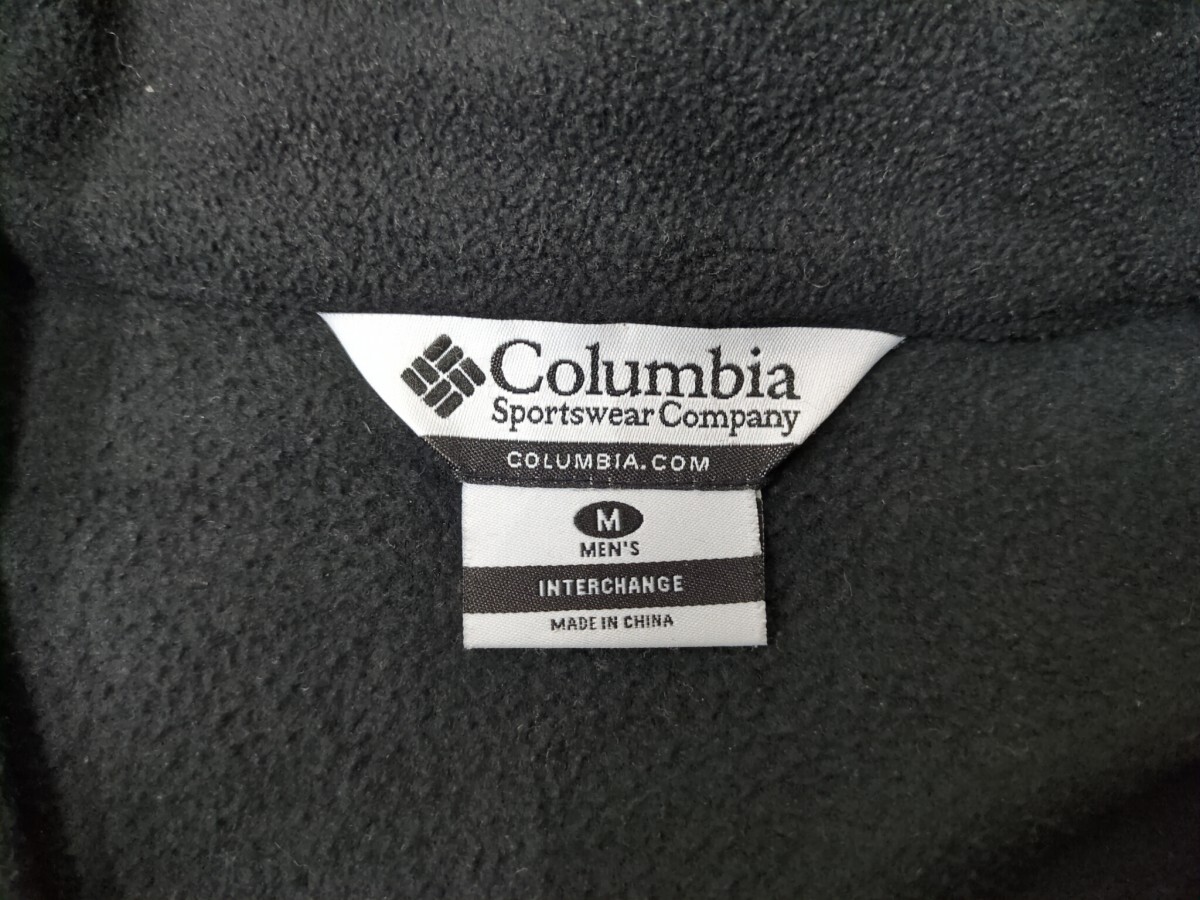 Columbia
Sportswear Company
COLUMBIA.COM
M
MEN'S
INTERCHANGE
MADE IN CHINA